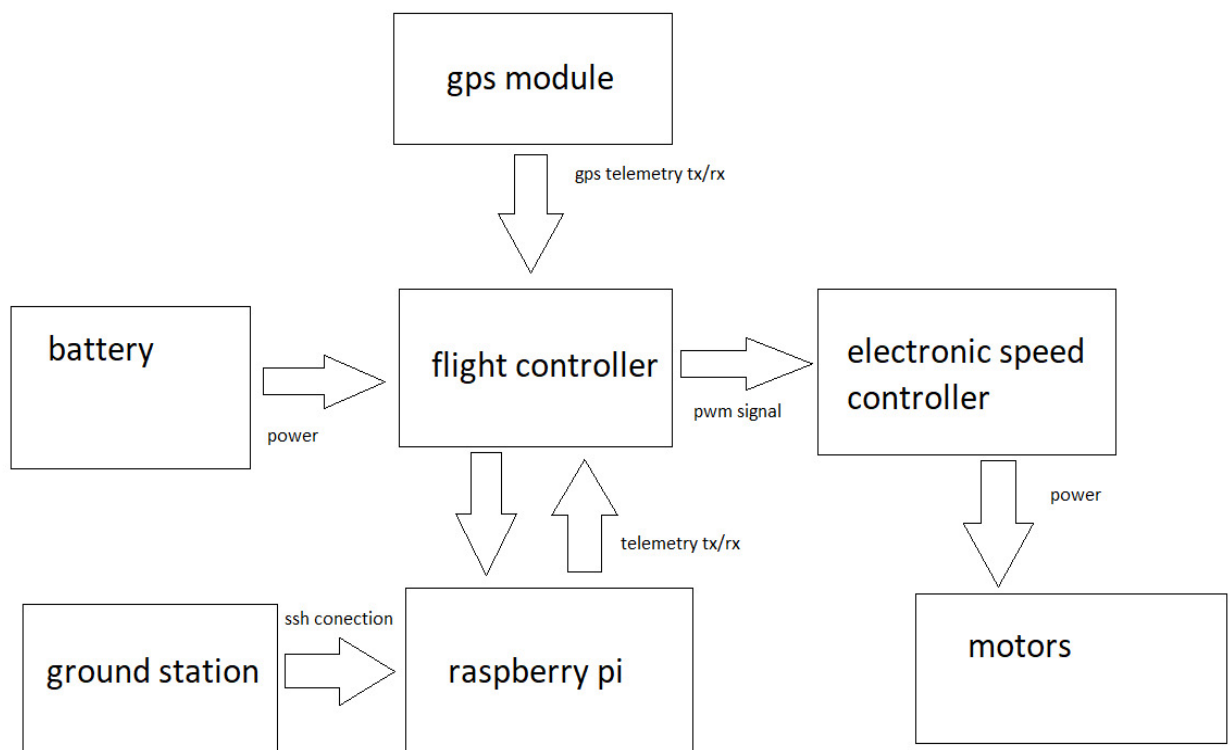 gps module
gps telemetry tx/rx
battery
power
flight controller
pwm signal
electronic speed
controller
telemetry tx/rx
power
ssh conection
ground station
raspberry pi
motors